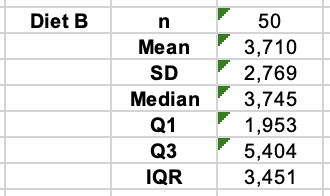 Diet B n 50
Mean 3,710
SD 2,769
Median 3,745
Q1 1,953
Q3 5,404
IQR 3,451